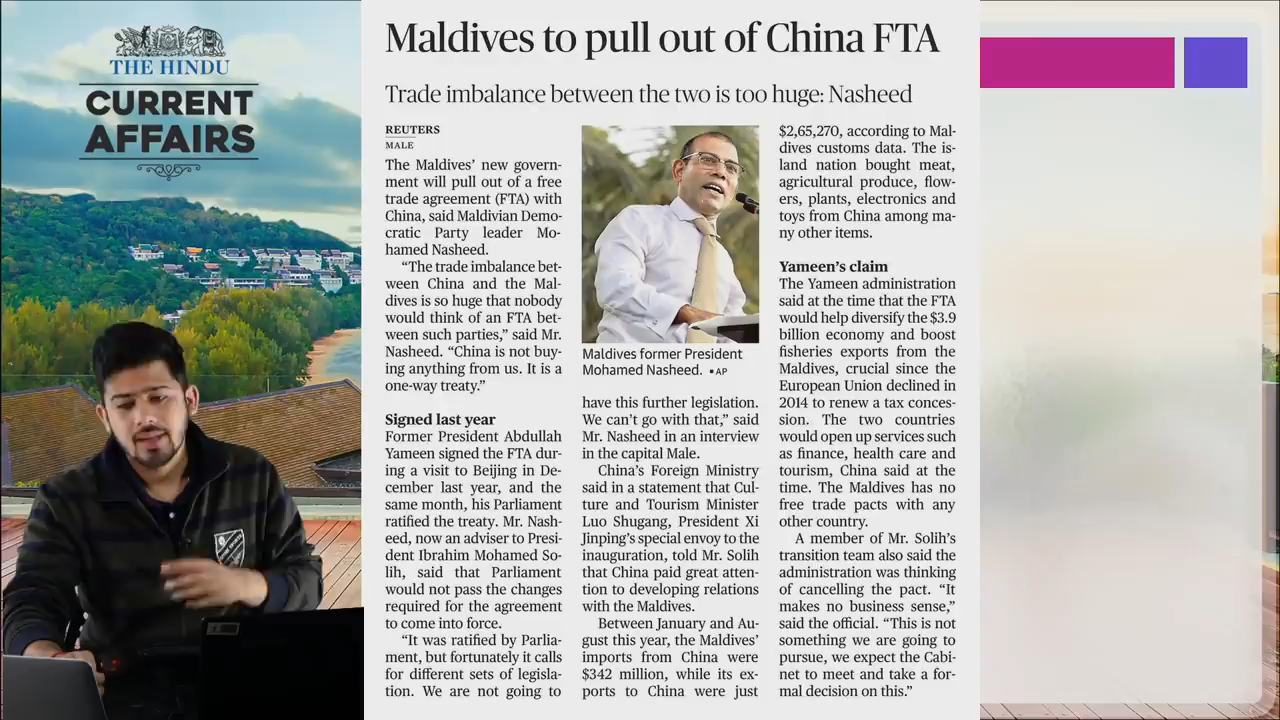 THE HINDU
CURRENT
AFFAIRS
Maldives to pull out of China FTA
Trade imbalance between the two is too huge: Nasheed
REUTERS
MALE
The Maldives’ new govern-
ment will pull out of a free
trade agreement (FTA) with
China, said Maldivian Demo-
cratic Party leader Mo-
hamed Nasheed.
“The trade imbalance bet-
ween China and the Mal-
dives is so huge that nobody
would think of an FTA bet-
ween such parties,” said Mr.
Nasheed. “China is not buy-
ing anything from us. It is a
one-way treaty.”
Signed last year
Former President Abdullah
Yameen signed the FTA dur-
ing a visit to Beijing in De-
cember last year, and the
same month, his Parliament
ratified the treaty. Mr. Nash-
eed, now an adviser to Presi-
dent Ibrahim Mohamed So-
lih, said that Parliament
would not pass the changes
required for the agreement
to come into force.
“It was ratified by Parlia-
ment, but fortunately it calls
for different sets of legisla-
tion. We are not going to
Maldives former President
Mohamed Nasheed. ▪AP
have this further legislation.
We can’t go with that,” said
Mr. Nasheed in an interview
in the capital Male.
China’s Foreign Ministry
said in a statement that Cul-
ture and Tourism Minister
Luo Shugang, President Xi
Jinping’s special envoy to the
inauguration, told Mr. Solih
that China paid great atten-
tion to developing relations
with the Maldives.
Between January and Au-
gust this year, the Maldives’
imports from China were
$342 million, while its ex-
ports to China were just
$2,65,270, according to Mal-
dives customs data. The is-
land nation bought meat,
agricultural produce, flow-
ers, plants, electronics and
toys from China among ma-
ny other items.
Yameen’s claim
The Yameen administration
said at the time that the FTA
would help diversify the $3.9
billion economy and boost
fisheries exports from the
Maldives, crucial since the
European Union declined in
2014 to renew a tax conces-
sion. The two countries
would open up services such
as finance, health care and
tourism, China said at the
time. The Maldives has no
free trade pacts with any
other country.
A member of Mr. Solih’s
transition team also said the
administration was thinking
of cancelling the pact. “It
makes no business sense,”
said the official. “This is not
something we are going to
pursue, we expect the Cabi-
net to meet and take a for-
mal decision on this.”